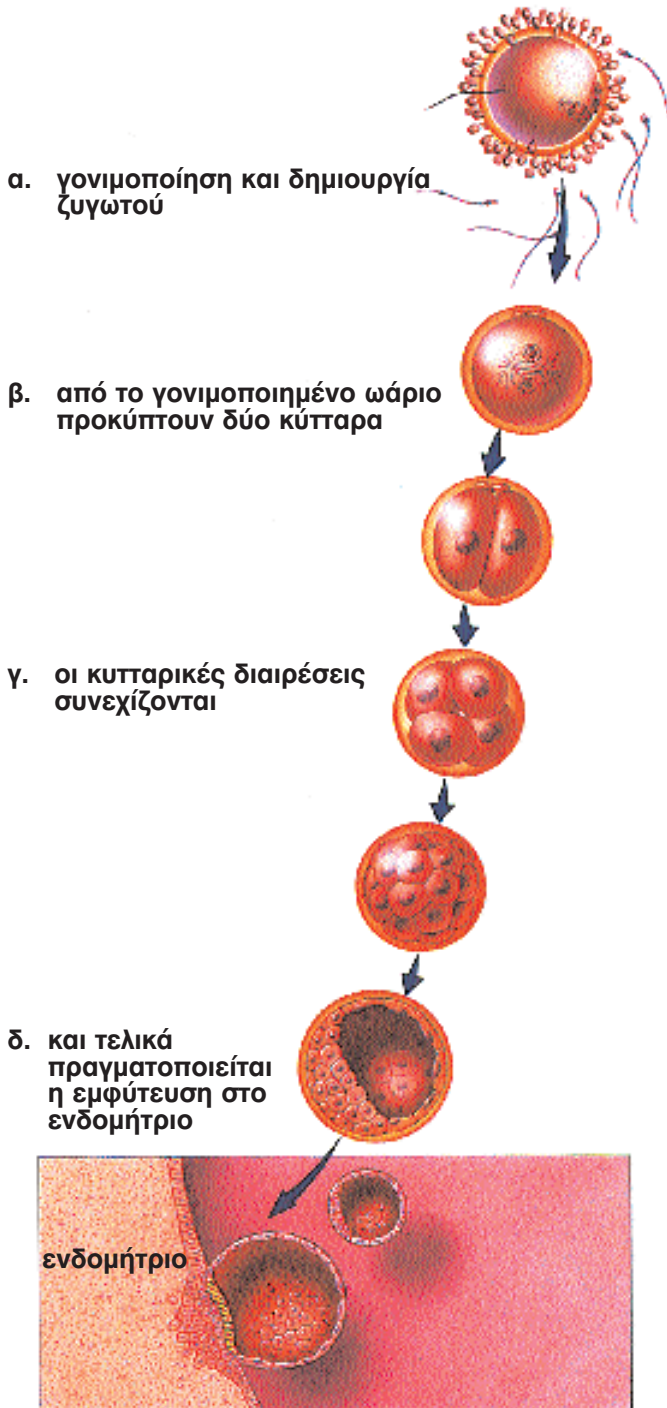 α. γονιμοποίηση και δημιουργία
ζυγωτού
β. από το γονιμοποιημένο ωάριο
προκύπτουν δύο κύτταρα
γ. οι κυτταρικές διαιρέσεις
συνεχίζονται
δ. και τελικά
πραγματοποιείται
η εμφύτευση στο
ενδομήτριο
ενδομήτριο